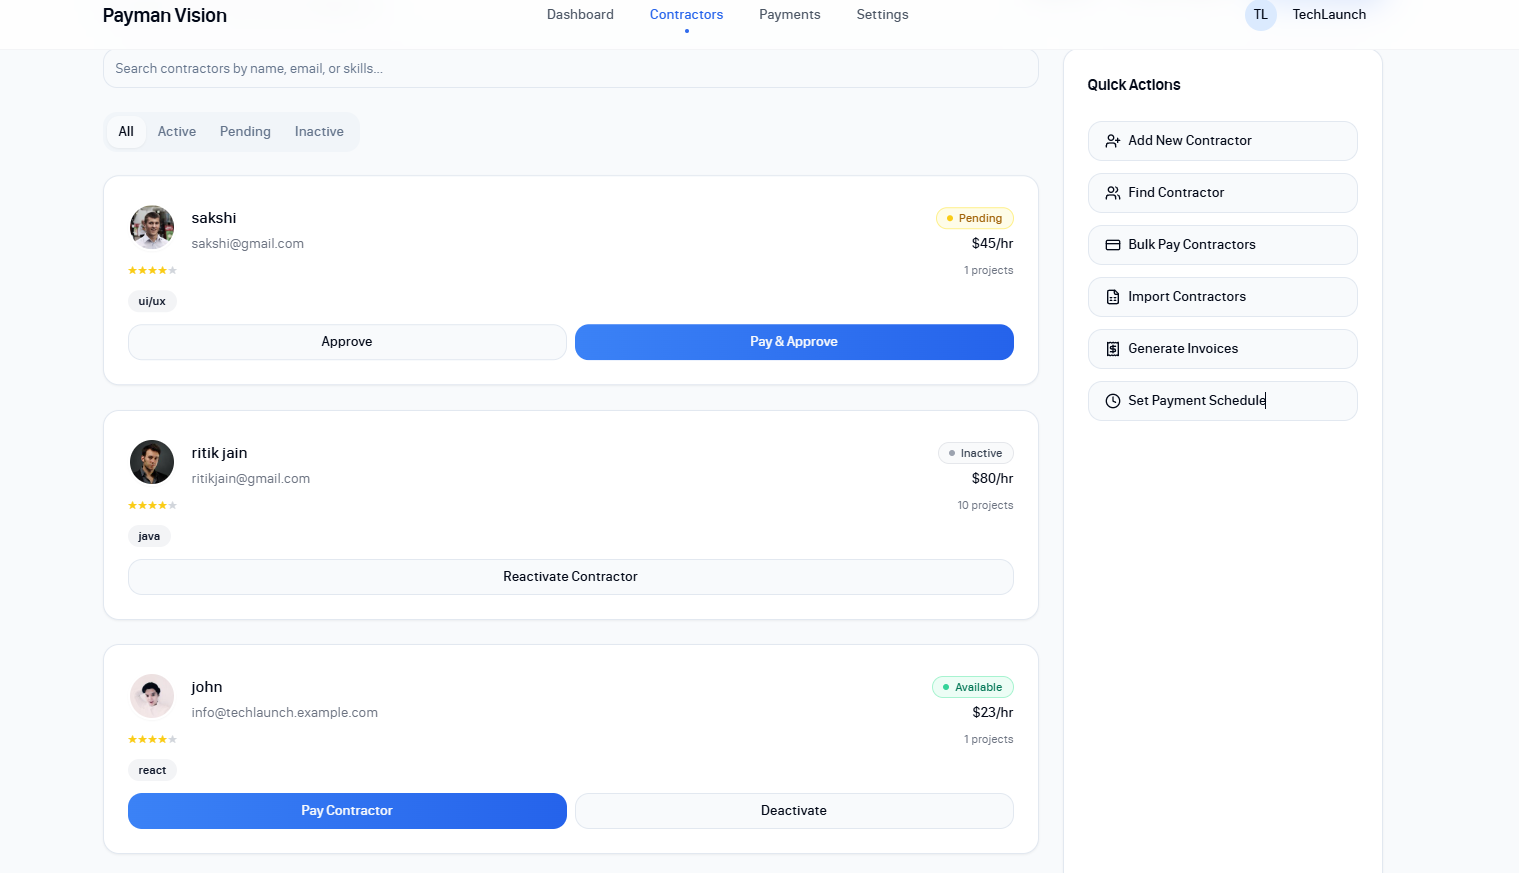 Payman Vision
Dashboard
Contractors
Payments
Settings
TL
TechLaunch
Search contractors by name, email, or skills...
All
Active
Pending
Inactive
sakshi
Pending
sakshi@gmail.com
$45/hr
1 projects
ui/ux
Approve
Pay & Approve
ritik jain
Inactive
ritikjain@gmail.com
$80/hr
10 projects
java
Reactivate Contractor
john
Available
info@techlaunch.example.com
$23/hr
1 projects
react
Pay Contractor
Deactivate
Quick Actions
Add New Contractor
Find Contractor
Bulk Pay Contractors
Import Contractors
Generate Invoices
Set Payment Schedule